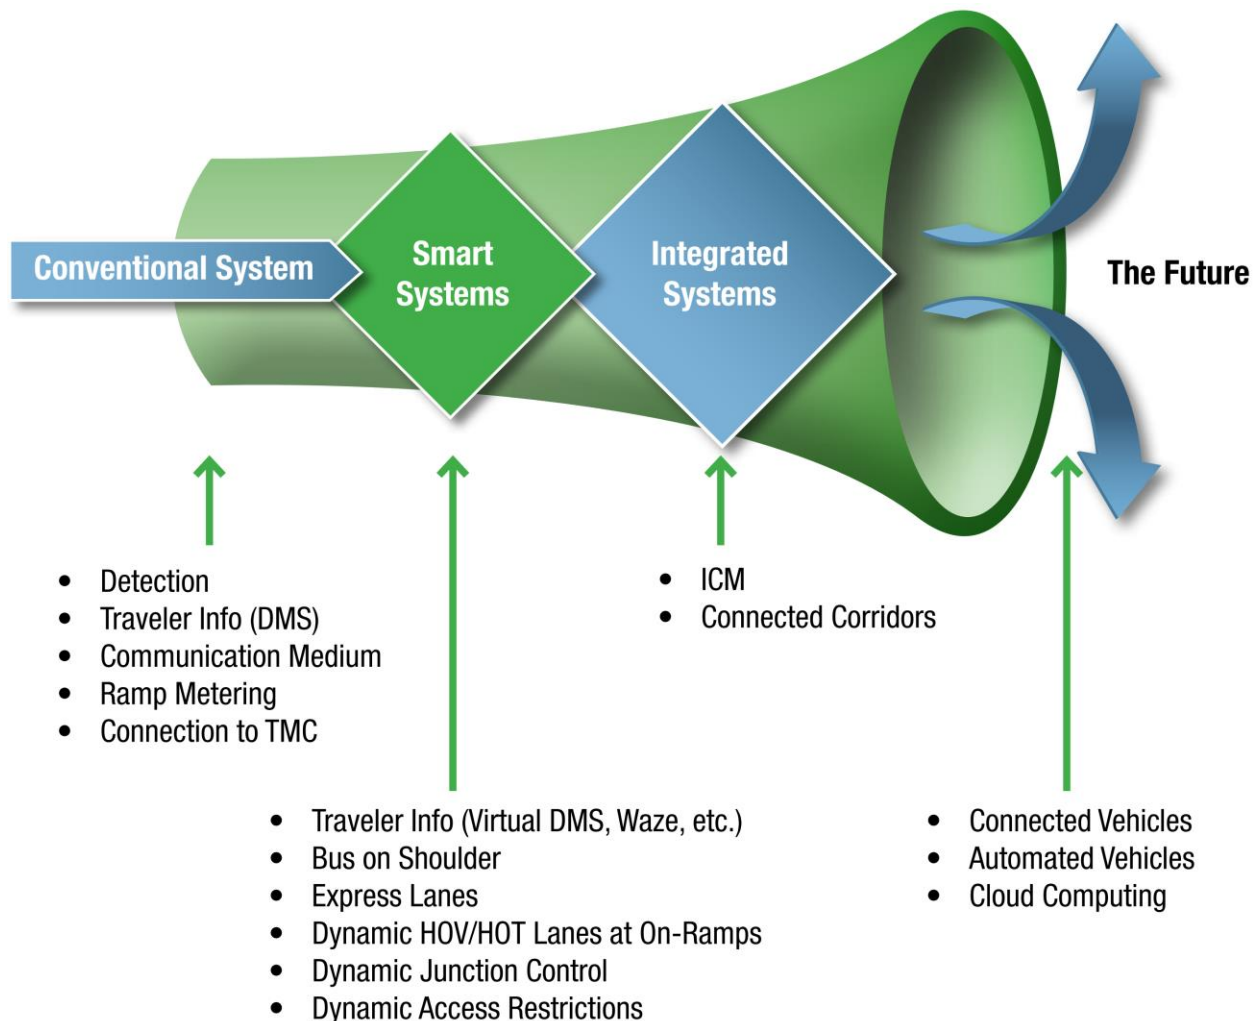 Conventional System
Smart
Systems
Integrated
Systems
The Future
• Detection
• Traveler Info (DMS)
• Communication Medium
• Ramp Metering
• Connection to TMC
• Traveler Info (Virtual DMS, Waze, etc.)
• Bus on Shoulder
• Express Lanes
• Dynamic HOV/HOT Lanes at On-Ramps
• Dynamic Junction Control
• Dynamic Access Restrictions
• ICM
• Connected Corridors
• Connected Vehicles
• Automated Vehicles
• Cloud Computing